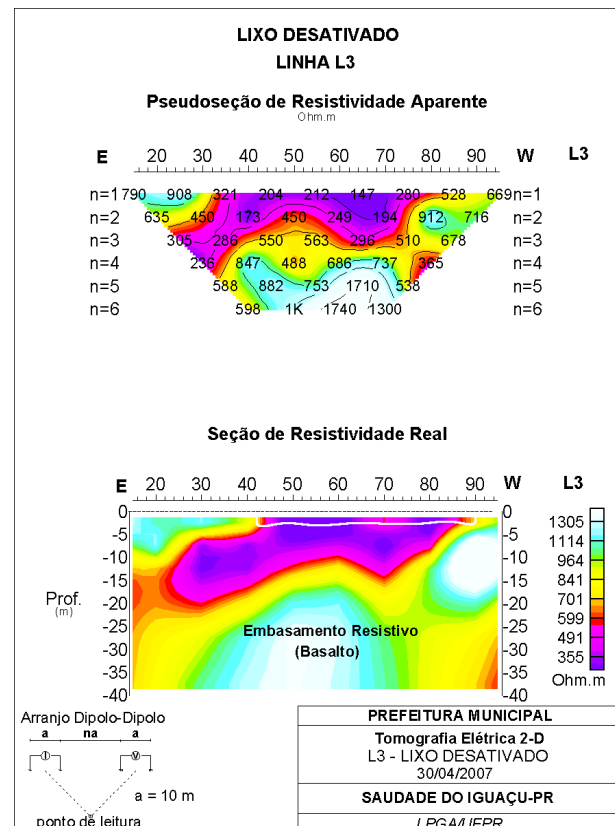 LIXO DESATIVADO
LINHA L3
Pseudoseção de Resistividade Aparente
Ohm.m
E 20 30 40 50 60 70 80 90 W L3
n=1 790 908 321 204 212 147 280 528 669 n=1
n=2 635 450 173 450 249 194 912 716 n=2
n=3 305 286 550 563 296 510 678 n=3
n=4 236 847 488 686 737 365 n=4
n=5 588 882 753 1710 538 n=5
n=6 598 1K 1740 1300 n=6
Seção de Resistividade Real
E 20 30 40 50 60 70 80 90 W L3
0 0
-5 -5 1305
-10 -10 1114
-15 -15 964
-20 -20 841
-25 -25 701
-30 -30 599
-35 -35 491
-40 -40 355
Ohm.m
Prof.
(m)
Embasamento Resistivo
(Basalto)
Arranjo Dipolo-Dipolo
a na a
I V
a = 10 m
ponto de leitura
PREFEITURA MUNICIPAL
Tomografia Elétrica 2-D
L3 - LIXO DESATIVADO
30/04/2007
SAUDADE DO IGUAÇU-PR
LPGA/UFPR